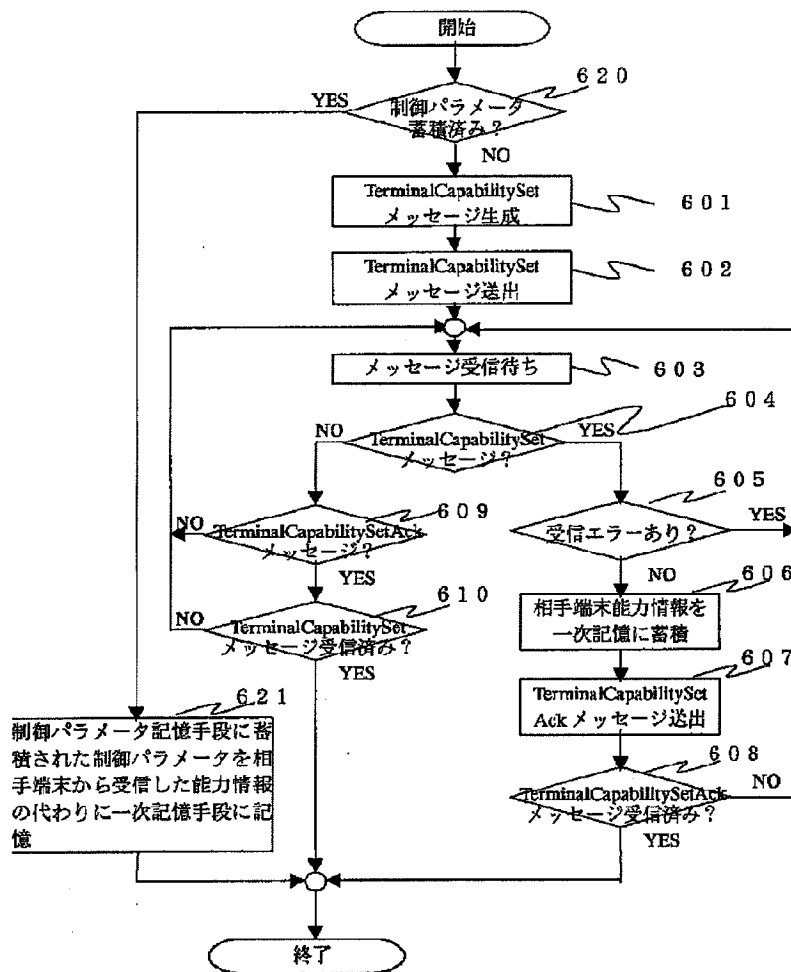 開始
620
YES
制御パラメータ
蓄積済み？
NO
TerminalCapabilitySet
メッセージ生成
601
TerminalCapabilitySet
メッセージ送出
602
メッセージ受信待ち
603
604
NO
TerminalCapabilitySet
メッセージ？
YES
605
受信エラーあり？
YES
NO
609
NO
TerminalCapabilitySetAck
メッセージ？
YES
606
相手端末能力情報を
一次記憶に蓄積
610
NO
TerminalCapabilitySet
メッセージ受信済み？
YES
607
TerminalCapabilitySet
Ackメッセージ送出
608
TerminalCapabilitySetAck
メッセージ受信済み？
NO
YES
621
制御パラメータ記憶手段に蓄
積された制御パラメータを相
手端末から受信した能力情報
の代わりに一次記憶手段に記
憶
終了